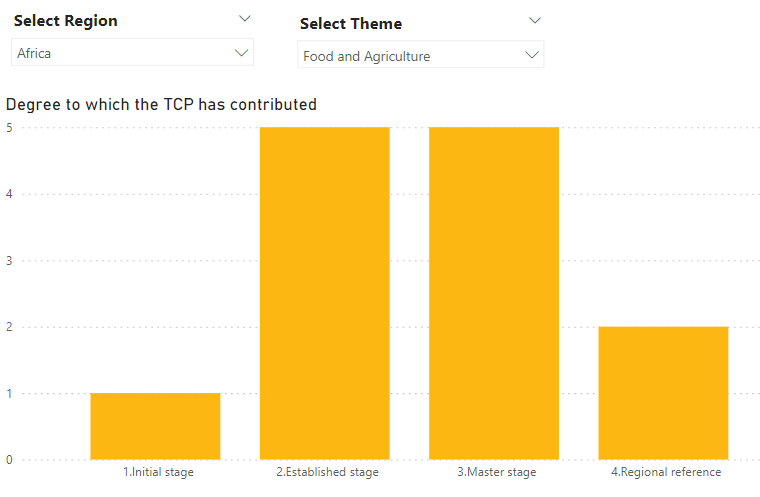 Select Region
Select Theme
Africa
Food and Agriculture
Degree to which the TCP has contributed
5
4
3
2
1
0
1.Initial stage
2.Established stage
3.Master stage
4.Regional reference